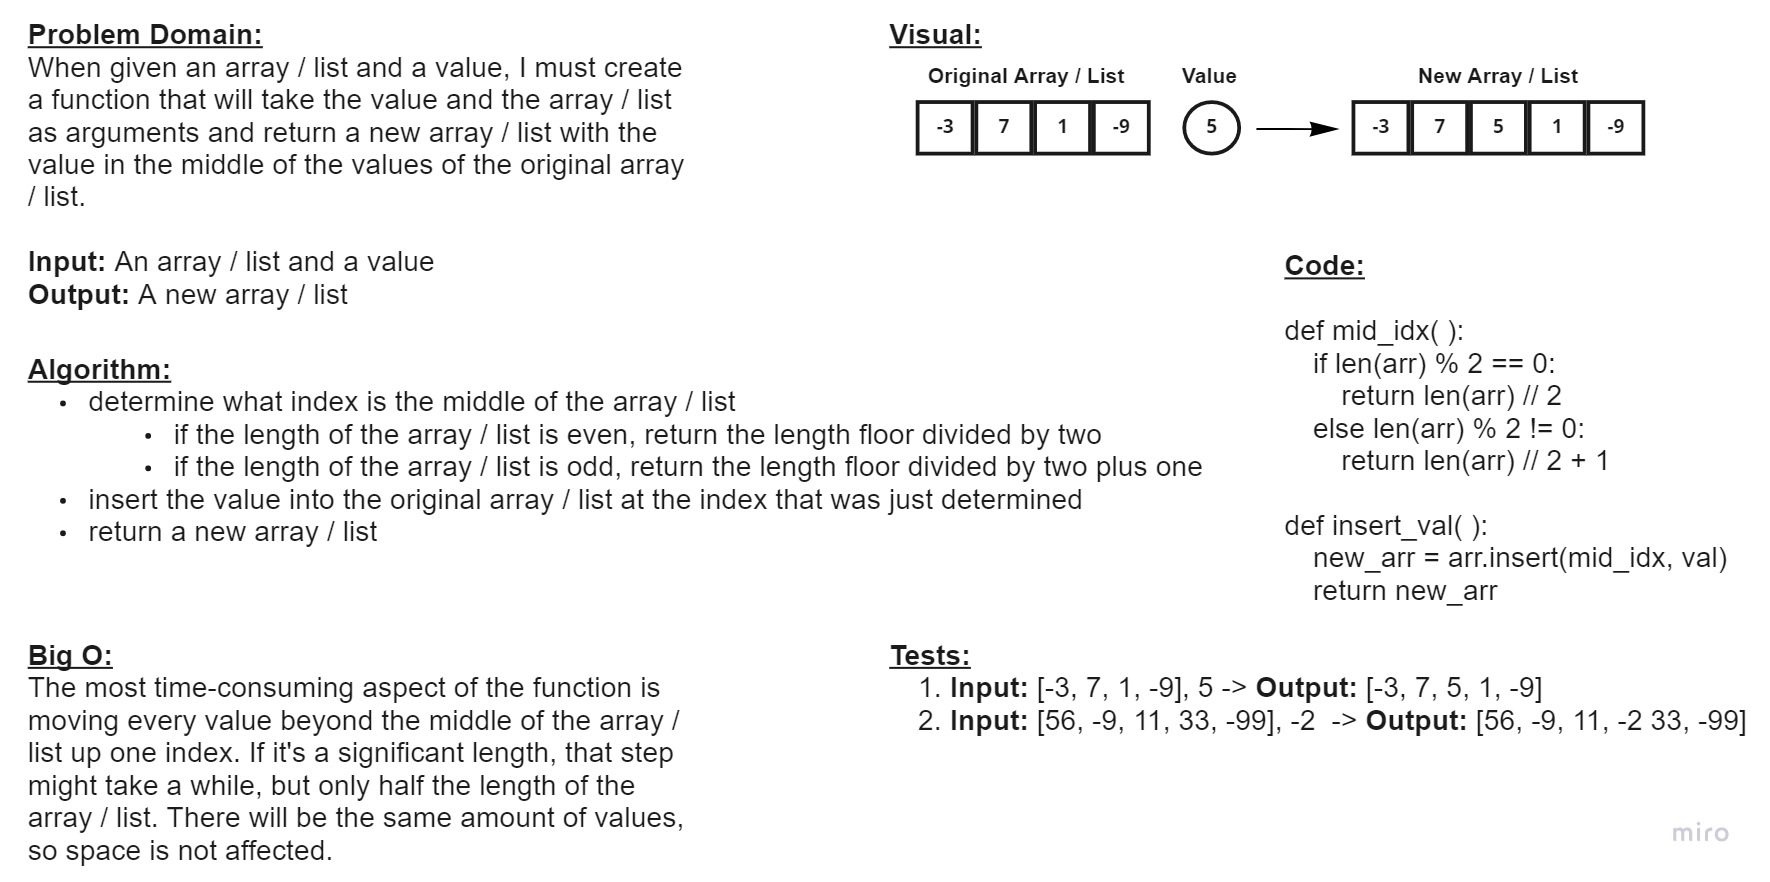 Problem Domain:
When given an array / list and a value, I must create
a function that will take the value and the array / list
as arguments and return a new array / list with the
value in the middle of the values of the original array
/ list.
Input: An array / list and a value
Output: A new array / list
Algorithm:
• determine what index is the middle of the array / list
• if the length of the array / list is even, return the length floor divided by two
• if the length of the array / list is odd, return the length floor divided by two plus one
• insert the value into the original array / list at the index that was just determined
• return a new array / list
Big O:
The most time-consuming aspect of the function is
moving every value beyond the middle of the array /
list up one index. If it's a significant length, that step
might take a while, but only half the length of the
array / list. There will be the same amount of values,
so space is not affected.
Visual:
Original Array / List Value New Array / List
-3 7 1 -9 5 -3 7 5 1 -9
Code:
def mid_idx( ):
if len(arr) % 2 == 0:
return len(arr) // 2
else len(arr) % 2 != 0:
return len(arr) // 2 + 1
def insert_val( ):
new_arr = arr.insert(mid_idx, val)
return new_arr
Tests:
1. Input: [-3, 7, 1, -9], 5 -> Output: [-3, 7, 5, 1, -9]
2. Input: [56, -9, 11, 33, -99], -2 -> Output: [56, -9, 11, -2 33, -99]
miro